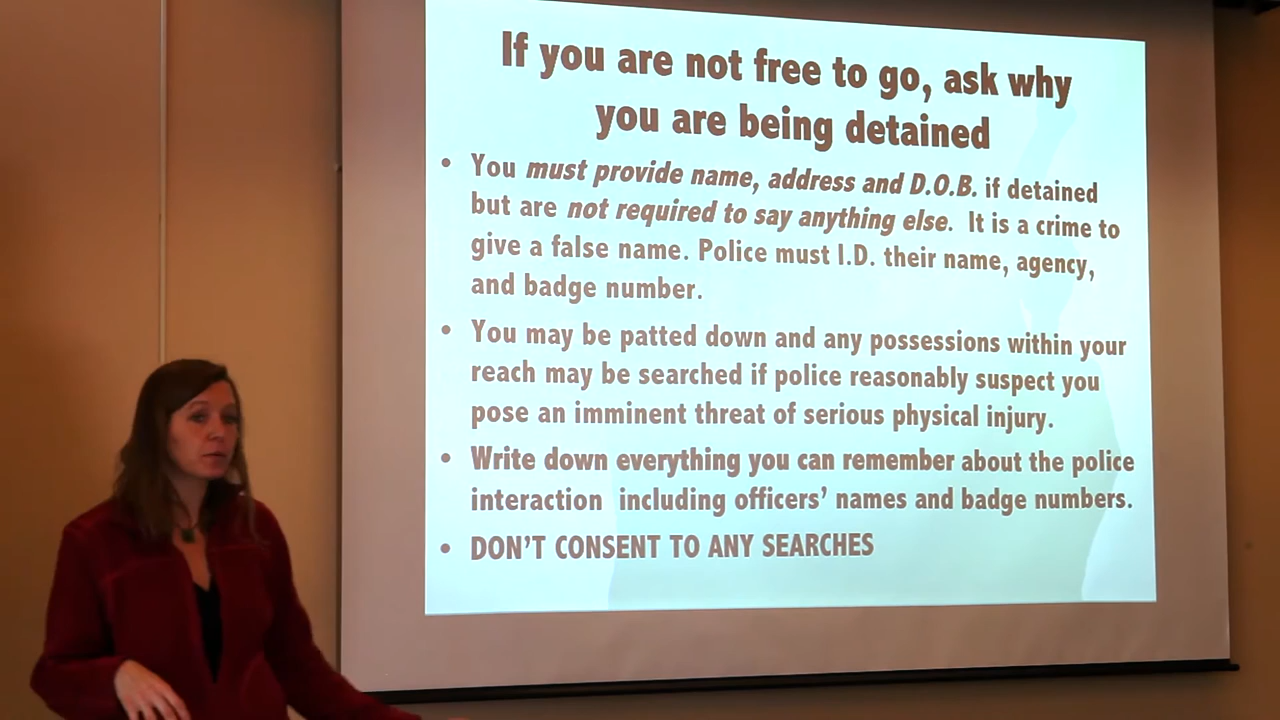 If you are not free to go, ask why
you are being detained
• You must provide name, address and D.O.B. if detained
but are not required to say anything else. It is a crime to
give a false name. Police must I.D. their name, agency,
and badge number.
• You may be patted down and any possessions within your
reach may be searched if police reasonably suspect you
pose an imminent threat of serious physical injury.
• Write down everything you can remember about the police
interaction including officers' names and badge numbers.
• DON'T CONSENT TO ANY SEARCHES